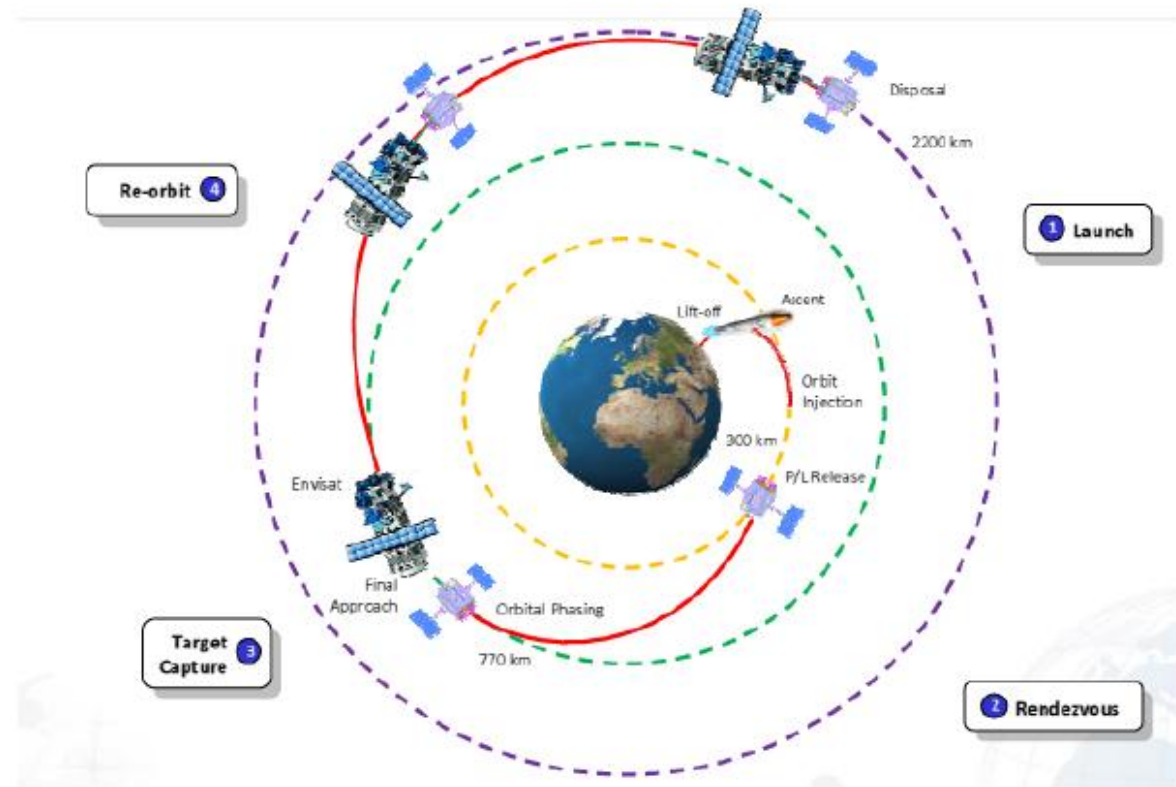 Disposal
2200 km
Re-orbit 4
1 Launch
Lift-off
Ascent
Orbit
Injection
300 km
P/L Release
Envisat
Final
Approach
Orbital Phasing
770 km
Target
Capture
3
2 Rendezvous